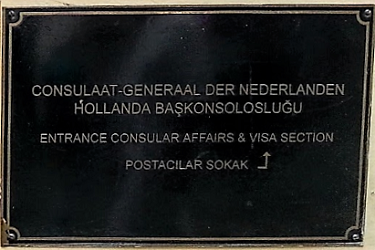 CONSULAAT-GENERAAL DER NEDERLANDEN
HOLLANDA BAŞKONSOLOSLUĞU
ENTRANCE CONSULAR AFFAIRS & VISA SECTION
POSTACILAR SOKAK